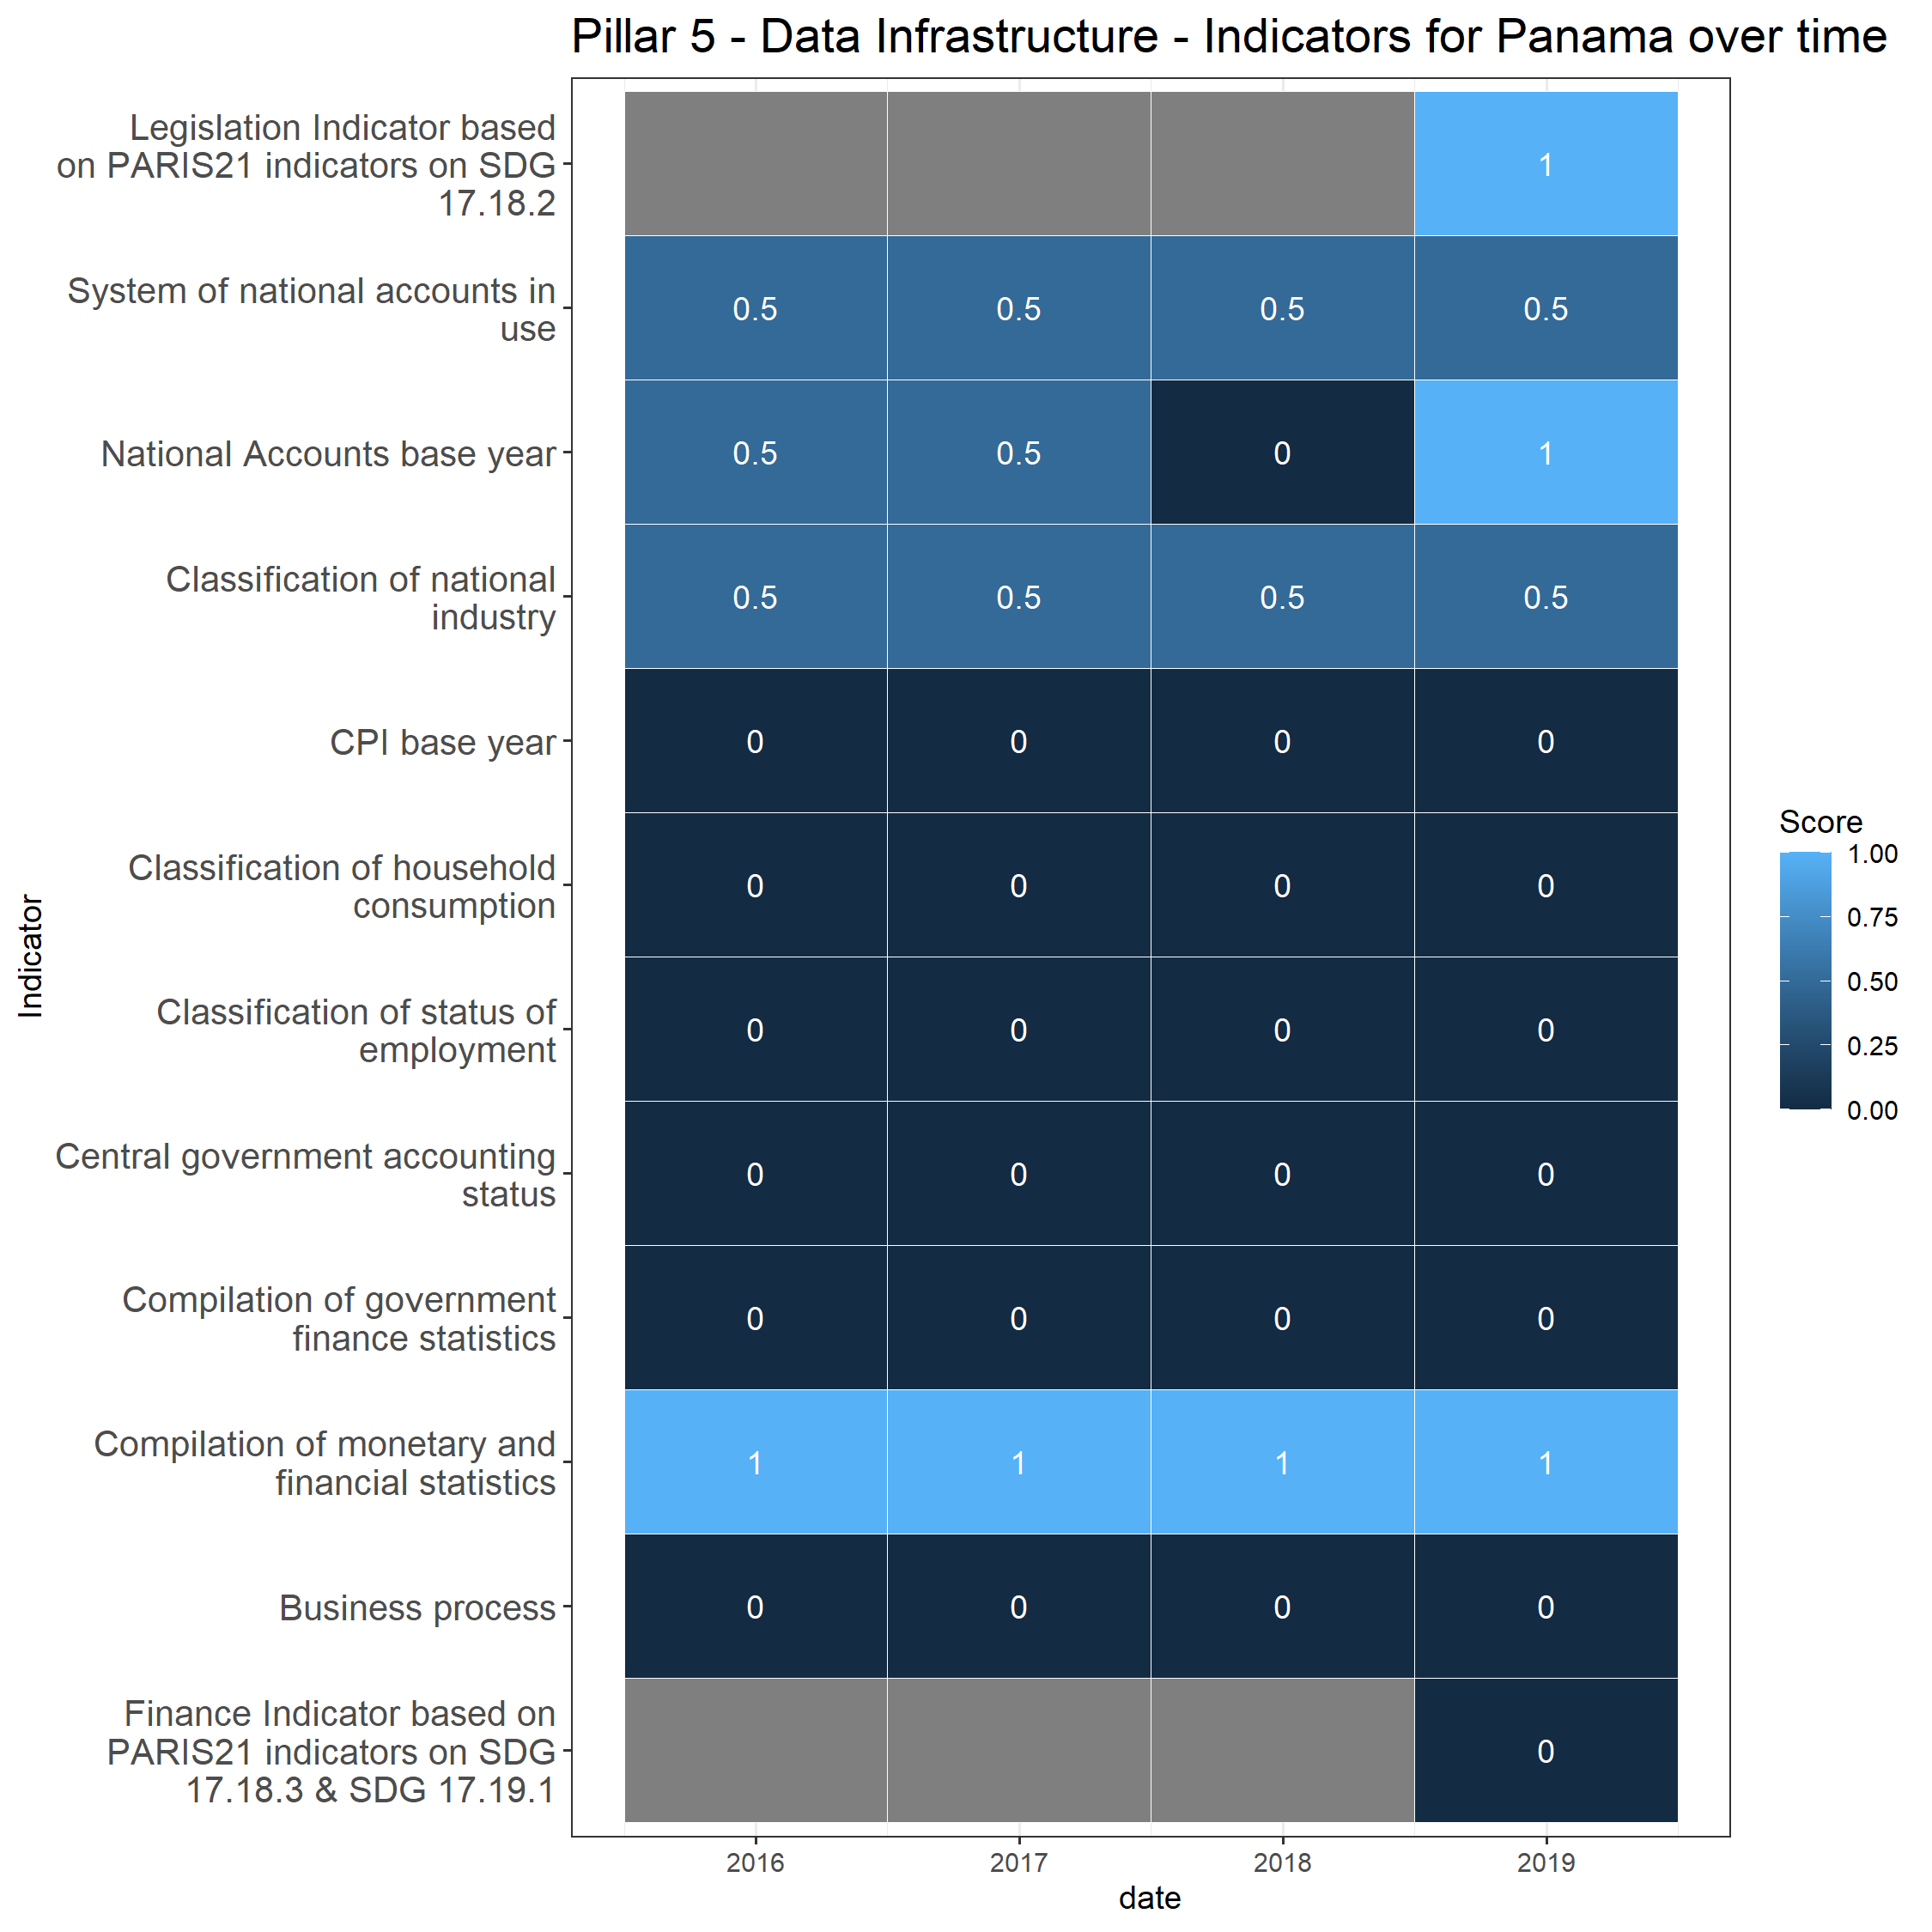 Pillar 5 - Data Infrastructure - Indicators for Panama over time
Legislation Indicator based
on PARIS21 indicators on SDG
17.18.2
1
System of national accounts in
use
0.5 0.5 0.5 0.5
National Accounts base year
0.5 0.5 0 1
Classification of national
industry
0.5 0.5 0.5 0.5
CPI base year
0 0 0 0
Classification of household
consumption
0 0 0 0
Classification of status of
employment
0 0 0 0
Central government accounting
status
0 0 0 0
Compilation of government
finance statistics
0 0 0 0
Compilation of monetary and
financial statistics
1 1 1 1
Business process
0 0 0 0
Finance Indicator based on
PARIS21 indicators on SDG
17.18.3 & SDG 17.19.1
0
2016 2017 2018 2019
date
Indicator
Score
1.00
0.75
0.50
0.25
0.00